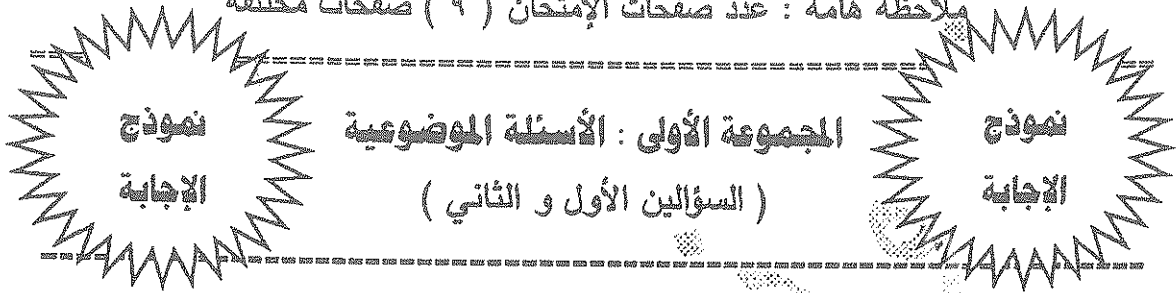 ملاحظة هامة : عدد صفحات الإمتحان ( ٩ ) صفحات مختلفة
نموذج
الإجابة
المجموعة الأولى : الأسئلة الموضوعية
( السؤالين الأول و الثاني )
نموذج
الإجابة